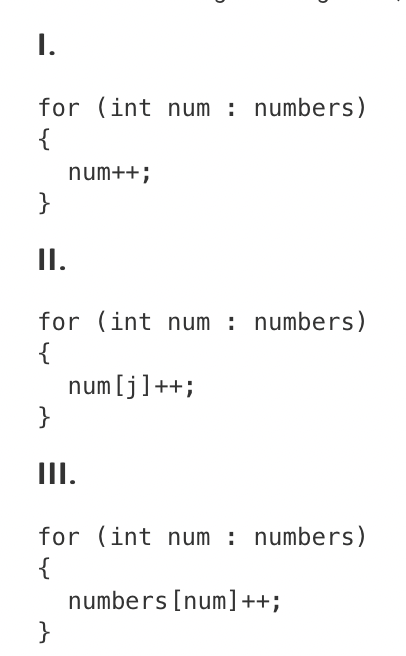 I.
for (int num : numbers)
{
  num++;
}
II.
for (int num : numbers)
{
  num[j]++;
}
III.
for (int num : numbers)
{
  numbers[num]++;
}